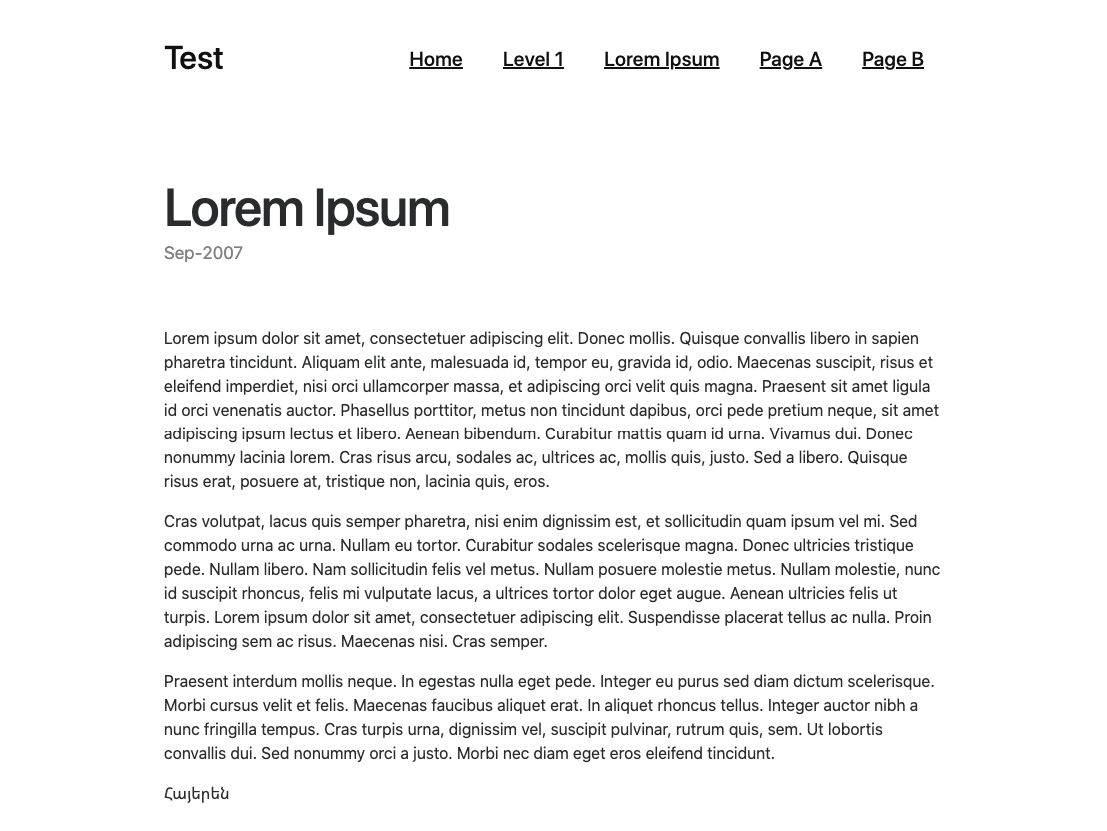 Test
Home Level 1 Lorem Ipsum Page A Page B
Lorem Ipsum
Sep-2007
Lorem ipsum dolor sit amet, consectetuer adipiscing elit. Donec mollis. Quisque convallis libero in sapien
pharetra tincidunt. Aliquam elit ante, malesuada id, tempor eu, gravida id, odio. Maecenas suscipit, risus et
eleifend imperdiet, nisi orci ullamcorper massa, et adipiscing orci velit quis magna. Praesent sit amet ligula
id orci venenatis auctor. Phasellus porttitor, metus non tincidunt dapibus, orci pede pretium neque, sit amet
adipiscing ipsum lectus et libero. Aenean bibendum. Curabitur mattis quam id urna. Vivamus dui. Donec
nonummy lacinia lorem. Cras risus arcu, sodales ac, ultrices ac, mollis quis, justo. Sed a libero. Quisque
risus erat, posuere at, tristique non, lacinia quis, eros.
Cras volutpat, lacus quis semper pharetra, nisi enim dignissim est, et sollicitudin quam ipsum vel mi. Sed
commodo urna ac urna. Nullam eu tortor. Curabitur sodales scelerisque magna. Donec ultricies tristique
pede. Nullam libero. Nam sollicitudin felis vel metus. Nullam posuere molestie metus. Nullam molestie, nunc
id suscipit rhoncus, felis mi vulputate lacus, a ultrices tortor dolor eget augue. Aenean ultricies felis ut
turpis. Lorem ipsum dolor sit amet, consectetuer adipiscing elit. Suspendisse placerat tellus ac nulla. Proin
adipiscing sem ac risus. Maecenas nisi. Cras semper.
Praesent interdum mollis neque. In egestas nulla eget pede. Integer eu purus sed diam dictum scelerisque.
Morbi cursus velit et felis. Maecenas faucibus aliquet erat. In aliquet rhoncus tellus. Integer auctor nibh a
nunc fringilla tempus. Cras turpis urna, dignissim vel, suscipit pulvinar, rutrum quis, sem. Ut lobortis
convallis dui. Sed nonummy orci a justo. Morbi nec diam eget eros eleifend tincidunt.
Հայերեն